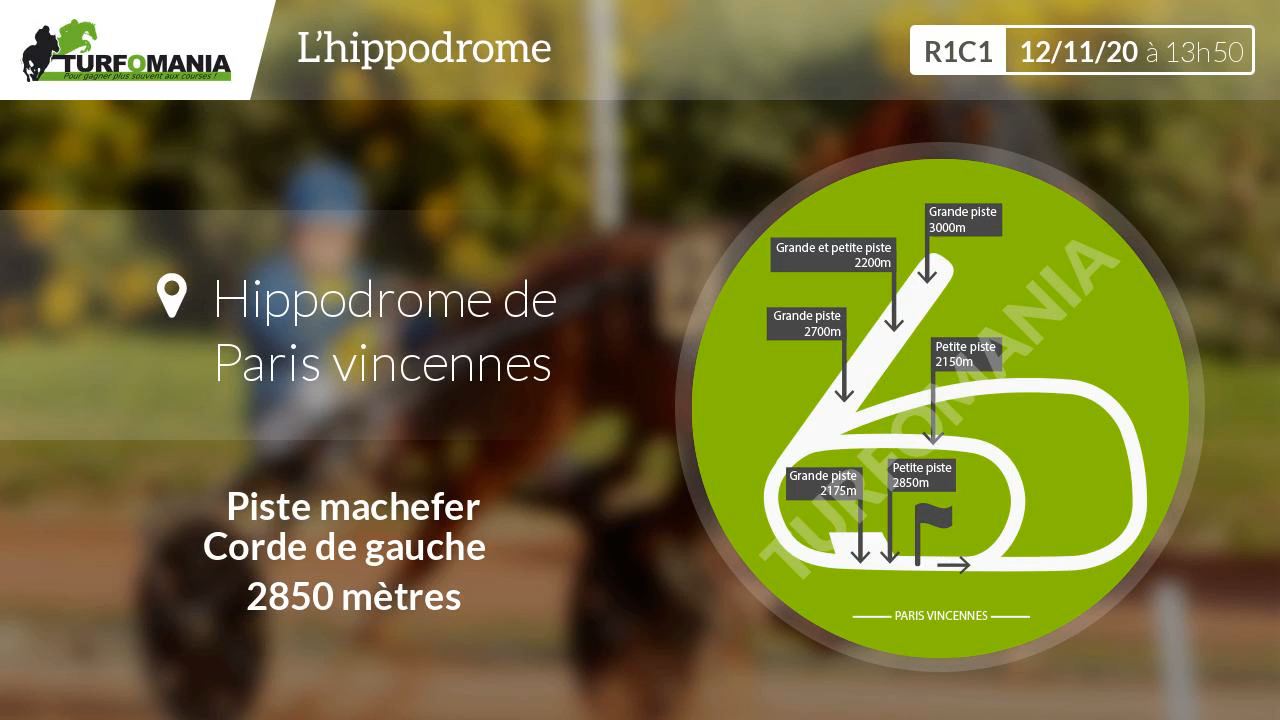 TURFOMANIA
Pour gagner plus souvent aux courses !
L'hippodrome
R1C1 12/11/20 à 13h50
Hippodrome de
Paris vincennes
Piste machefer
Corde de gauche
2850 mètres
Grande piste
3000m
Grande et petite piste
2200m
Grande piste
2700m
Petite piste
2150m
Grande piste
2175m
Petite piste
2850m
TURFOMANIA
PARIS VINCENNES